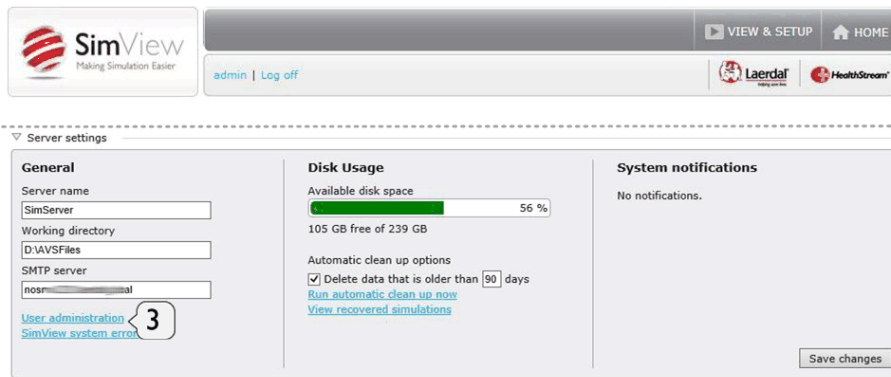 SimView
Making Simulation Easier
VIEW & SETUP
HOME
admin | Log off
Laerdal
helping save lives
HealthStream
Server settings
General
Server name
SimServer
Working directory
D:\AVSFiles
SMTP server
User administration
SimView system error
3
Disk Usage
Available disk space
56 %
105 GB free of 239 GB
Automatic clean up options
Delete data that is older than 90 days
Run automatic clean up now
View recovered simulations
System notifications
No notifications.
Save changes